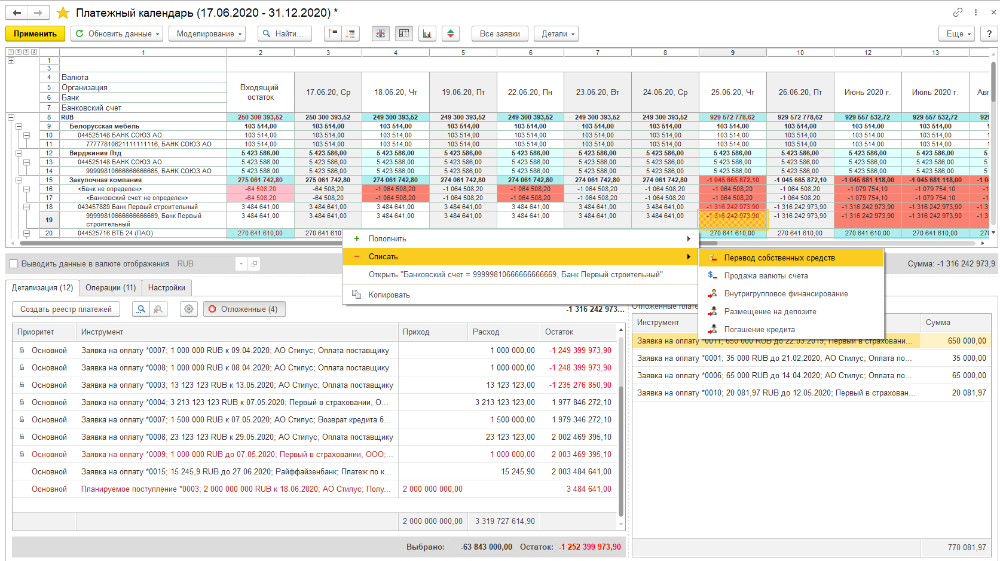 Платежный календарь (17.06.2020 - 31.12.2020) *
Применить Обновить данные Моделирование Найти... Все заявки Детали Еще ?
1 2 3 4 1 2 3 4 5 6 7 8 9 10 12 13
1
3
4 Валюта
5 Организация
6 Банк
7 Банковский счет
Входящий остаток 17.06.20, Ср 18.06.20, Чт 19.06.20, Пт 22.06.20, Пн 23.06.20, Вт 24.06.20, Ср 25.06.20, Чт 26.06.20, Пт Июнь 2020 г. Июль 2020 г. Авг
8 RUB 250 300 393,52 250 300 393,52 249 300 393,52 249 300 393,52 249 300 393,52 249 300 393,52 249 300 393,52 929 572 778,62 929 572 778,62 929 557 532,72 929 557 532,72 929
9 Белорусская мебель 103 514,00 103 514,00 103 514,00 103 514,00 103 514,00 103 514,00 103 514,00 103 514,00 103 514,00 103 514,00 103 514,00 1
10 044525148 БАНК СОЮЗ АО 103 514,00 103 514,00 103 514,00 103 514,00 103 514,00 103 514,00 103 514,00 103 514,00 103 514,00 103 514,00 103 514,00 1
11 77777810621111111116, БАНК СОЮЗ АО 103 514,00 103 514,00 103 514,00 103 514,00 103 514,00 103 514,00 103 514,00 103 514,00 103 514,00 103 514,00 103 514,00 1
12 Вирджиния Лтд 5 423 586,00 5 423 586,00 5 423 586,00 5 423 586,00 5 423 586,00 5 423 586,00 5 423 586,00 5 423 586,00 5 423 586,00 5 423 586,00 5 423 586,00 5
13 044525148 БАНК СОЮЗ АО 5 423 586,00 5 423 586,00 5 423 586,00 5 423 586,00 5 423 586,00 5 423 586,00 5 423 586,00 5 423 586,00 5 423 586,00 5 423 586,00 5 423 586,00 5
14 99999810666666666665, БАНК СОЮЗ АО 5 423 586,00 5 423 586,00 5 423 586,00 5 423 586,00 5 423 586,00 5 423 586,00 5 423 586,00 5 423 586,00 5 423 586,00 5 423 586,00 5 423 586,00 5
15 Закупочная компания 275 061 742,80 275 061 742,80 274 061 742,80 274 061 742,80 274 061 742,80 274 061 742,80 274 061 742,80 -1 045 665 872,10 -1 045 665 872,10 -1 045 681 118,00 -1 045 681 118,00 -1 04
16 <Банк не определен> -64 508,20 -64 508,20 -1 064 508,20 -1 064 508,20 -1 064 508,20 -1 064 508,20 -1 064 508,20 -1 064 508,20 -1 064 508,20 -1 079 754,10 -1 079 754,10 -1
17 <Банковский счет не определен> -64 508,20 -64 508,20 -1 064 508,20 -1 064 508,20 -1 064 508,20 -1 064 508,20 -1 064 508,20 -1 064 508,20 -1 064 508,20 -1 079 754,10 -1 079 754,10 -1
18 043457889 Банк Первый строительный 3 484 641,00 3 484 641,00 3 484 641,00 3 484 641,00 3 484 641,00 3 484 641,00 3 484 641,00 -1 316 242 973,90 -1 316 242 973,90 -1 316 242 973,90 -1 316 242 973,90 -1 3
19 99999810666666666669, Банк Первый строительный 3 484 641,00 3 484 641,00 3 484 641,00 3 484 641,00 3 484 641,00 3 484 641,00 3 484 641,00 -1 316 242 973,90 -1 316 242 973,90 -1 316 242 973,90 -1 316 242 973,90 -1 3
20 044525716 ВТБ 24 (ПАО) 270 641 610,00 270 641 610 270 641 610,00 270 641 610,00 270 641 610,00 270 641 610,00 270
Пополнить
Списать
Открыть "Банковский счет = 99999810666666666669, Банк Первый строительный"
Копировать
Перевод собственных средств
Продажа валюты счета
Внутригрупповое финансирование
Размещение на депозите
Погашение кредита
Выводить данные в валюте отображения RUB Сумма: -1 316 242 973,9
Детализация (12) Операции (11) Настройки
Создать реестр платежей Отложенные (4) -1 316 242 973...
Приоритет Инструмент Приход Расход Остаток
Основной Заявка на оплату *0007; 1 000 000 RUB к 09.04.2020; АО Стилус; Оплата поставщику 1 000 000,00 -1 249 399 973,90
Основной Заявка на оплату *0008; 1 000 000 RUB к 08.04.2020; АО Стилус; Оплата поставщику 1 000 000,00 -1 248 399 973,90
Основной Заявка на оплату *0003; 13 123 123 RUB к 13.05.2020; АО Стилус; Оплата поставщику 13 123 123,00 -1 235 276 850,90
Основной Заявка на оплату *0004; 3 213 123 123 RUB к 07.05.2020; Первый в страховании, О... 3 213 123 123,00 1 977 846 272,10
Основной Заявка на оплату *0007; 1 500 000 RUB к 07.05.2020; АО Стилус; Возврат кредита б... 1 500 000,00 1 979 346 272,10
Основной Заявка на оплату *0008; 23 123 123 RUB к 29.05.2020; АО Стилус; Оплата поставщику 23 123 123,00 2 002 469 395,10
Основной Заявка на оплату *0009; 1 000 000 RUB до 07.05.2020; Первый в страховании, ООО;... 1 000 000,00 2 003 469 395,10
Основной Заявка на оплату *0015; 15 245,9 RUB до 27.06.2020; Райффайзенбанк; Платеж по к... 15 245,90 2 003 484 641,00
Основной Планируемое поступление *0003; 2 000 000 000 RUB к 18.06.2020; АО Стилус; Полу... 2 000 000 000,00 3 484 641,00
2 000 000 000,00 3 319 727 614,90
Выбрано: -63 843 000,00 Остаток: -1 252 399 973,90
Отложенные плате
Инструмент Сумма
Заявка на оплату *0011; 650 000 RUB до 22.03.2019; Первый в страховани... 650 000,00
Заявка на оплату *0001; 35 000 RUB до 21.02.2020; АО Стилус; Оплата по... 35 000,00
Заявка на оплату *0006; 65 000 RUB до 14.04.2020; АО Стилус; Оплата по... 65 000,00
Заявка на оплату *0010; 20 081,97 RUB до 12.05.2020; Первый в страхован... 20 081,97
770 081,97